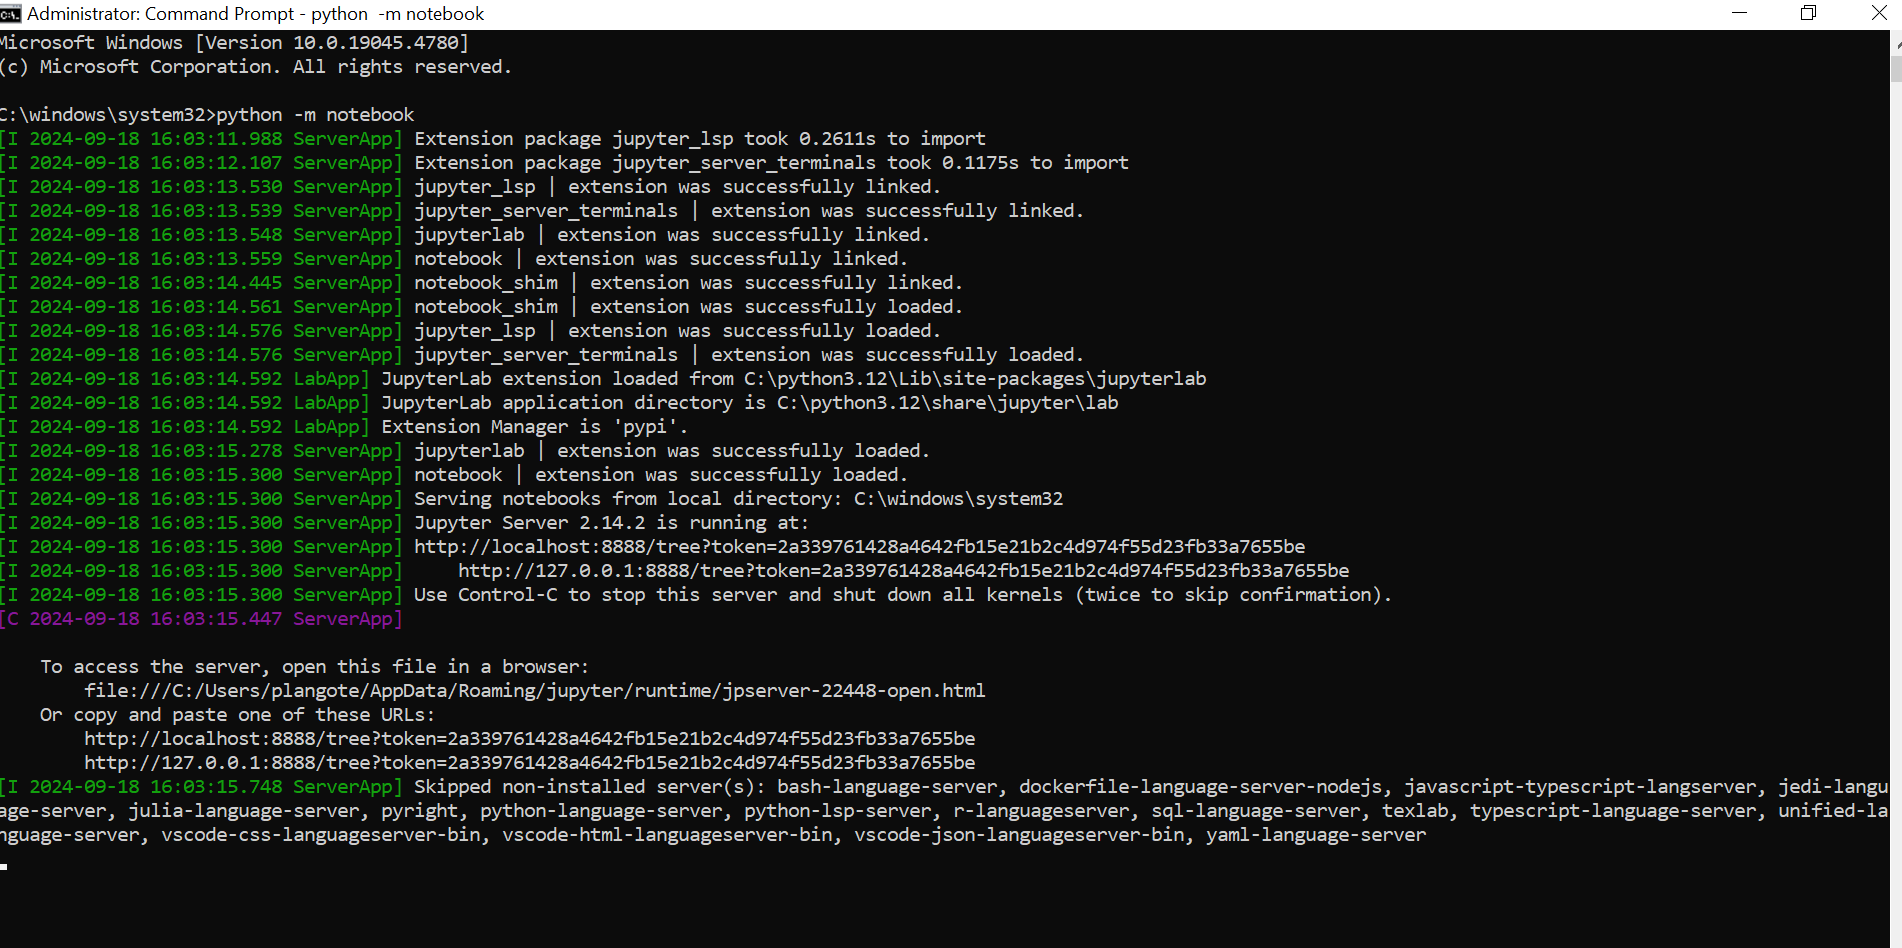 Administrator: Command Prompt - python  -m notebook
Microsoft Windows [Version 10.0.19045.4780]
(c) Microsoft Corporation. All rights reserved.
C:\windows\system32>python -m notebook
[I 2024-09-18 16:03:11.988 ServerApp] Extension package jupyter_lsp took 0.2611s to import
[I 2024-09-18 16:03:12.107 ServerApp] Extension package jupyter_server_terminals took 0.1175s to import
[I 2024-09-18 16:03:13.530 ServerApp] jupyter_lsp | extension was successfully linked.
[I 2024-09-18 16:03:13.539 ServerApp] jupyter_server_terminals | extension was successfully linked.
[I 2024-09-18 16:03:13.548 ServerApp] jupyterlab | extension was successfully linked.
[I 2024-09-18 16:03:13.559 ServerApp] notebook | extension was successfully linked.
[I 2024-09-18 16:03:14.445 ServerApp] notebook_shim | extension was successfully linked.
[I 2024-09-18 16:03:14.561 ServerApp] notebook_shim | extension was successfully loaded.
[I 2024-09-18 16:03:14.576 ServerApp] jupyter_lsp | extension was successfully loaded.
[I 2024-09-18 16:03:14.576 ServerApp] jupyter_server_terminals | extension was successfully loaded.
[I 2024-09-18 16:03:14.592 LabApp] JupyterLab extension loaded from C:\python3.12\Lib\site-packages\jupyterlab
[I 2024-09-18 16:03:14.592 LabApp] JupyterLab application directory is C:\python3.12\share\jupyter\lab
[I 2024-09-18 16:03:14.592 LabApp] Extension Manager is 'pypi'.
[I 2024-09-18 16:03:15.278 ServerApp] jupyterlab | extension was successfully loaded.
[I 2024-09-18 16:03:15.300 ServerApp] notebook | extension was successfully loaded.
[I 2024-09-18 16:03:15.300 ServerApp] Serving notebooks from local directory: C:\windows\system32
[I 2024-09-18 16:03:15.300 ServerApp] Jupyter Server 2.14.2 is running at:
[I 2024-09-18 16:03:15.300 ServerApp] http://localhost:8888/tree?token=2a339761428a4642fb15e21b2c4d974f55d23fb33a7655be
[I 2024-09-18 16:03:15.300 ServerApp]     http://127.0.0.1:8888/tree?token=2a339761428a4642fb15e21b2c4d974f55d23fb33a7655be
[I 2024-09-18 16:03:15.300 ServerApp] Use Control-C to stop this server and shut down all kernels (twice to skip confirmation).
[C 2024-09-18 16:03:15.447 ServerApp]
To access the server, open this file in a browser:
file:///C:/Users/plangote/AppData/Roaming/jupyter/runtime/jpserver-22448-open.html
Or copy and paste one of these URLs:
http://localhost:8888/tree?token=2a339761428a4642fb15e21b2c4d974f55d23fb33a7655be
http://127.0.0.1:8888/tree?token=2a339761428a4642fb15e21b2c4d974f55d23fb33a7655be
[I 2024-09-18 16:03:15.748 ServerApp] Skipped non-installed server(s): bash-language-server, dockerfile-language-server-nodejs, javascript-typescript-langserver, jedi-langu
age-server, julia-language-server, pyright, python-language-server, python-lsp-server, r-languageserver, sql-language-server, texlab, typescript-language-server, unified-la
nguage-server, vscode-css-languageserver-bin, vscode-html-languageserver-bin, vscode-json-languageserver-bin, yaml-language-server